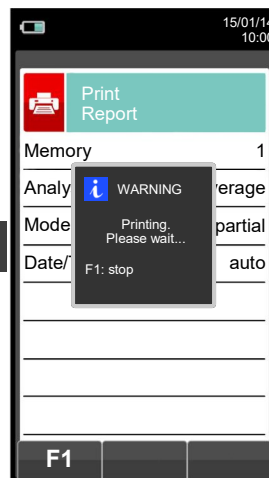 15/01/14
10:00
Print
Report
Memory 1
Analy verage
Mode partial
Date/ auto
WARNING
Printing.
Please wait...
F1: stop
F1